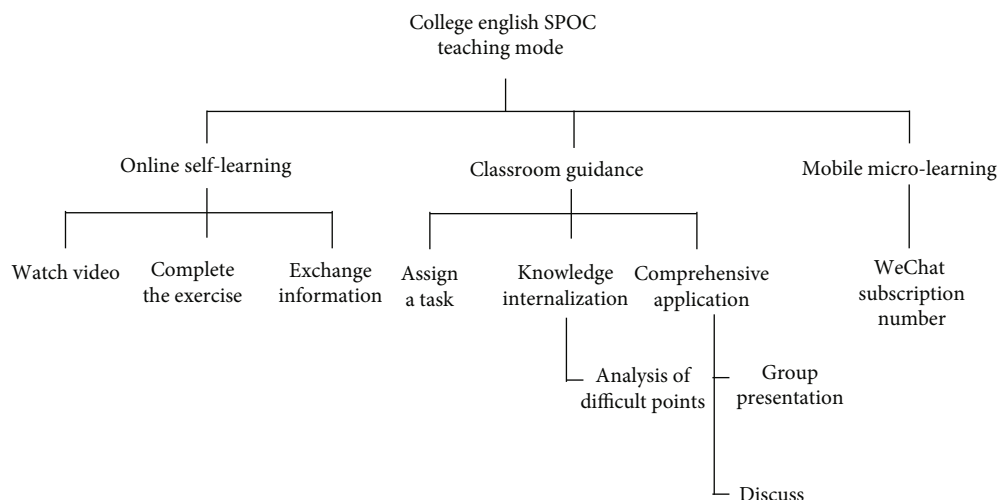 College english SPOC
teaching mode
Online self-learning
Classroom guidance
Mobile micro-learning
Watch video
Complete
the exercise
Exchange
information
Assign
a task
Knowledge
internalization
Comprehensive
application
WeChat
subscription
number
Analysis of
difficult points
Group
presentation
Discuss